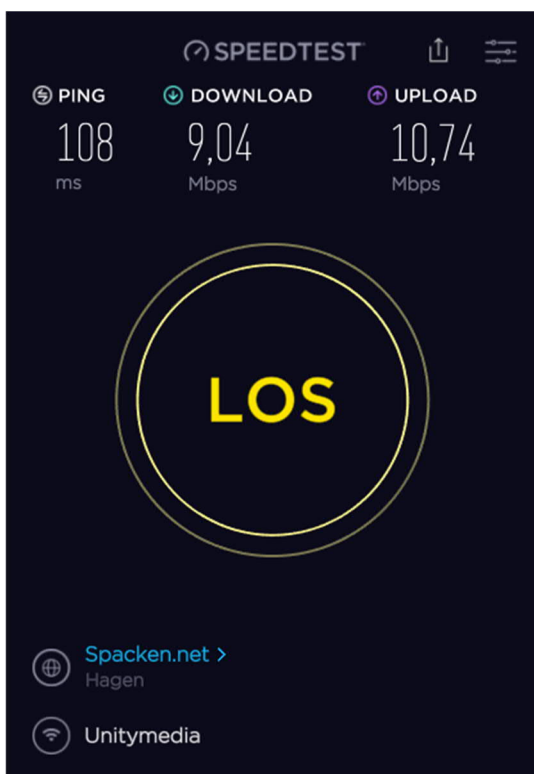 SPEEDTEST
PING DOWNLOAD UPLOAD
108 9,04 10,74
ms Mbps Mbps
LOS
Spacken.net >
Hagen
Unitymedia